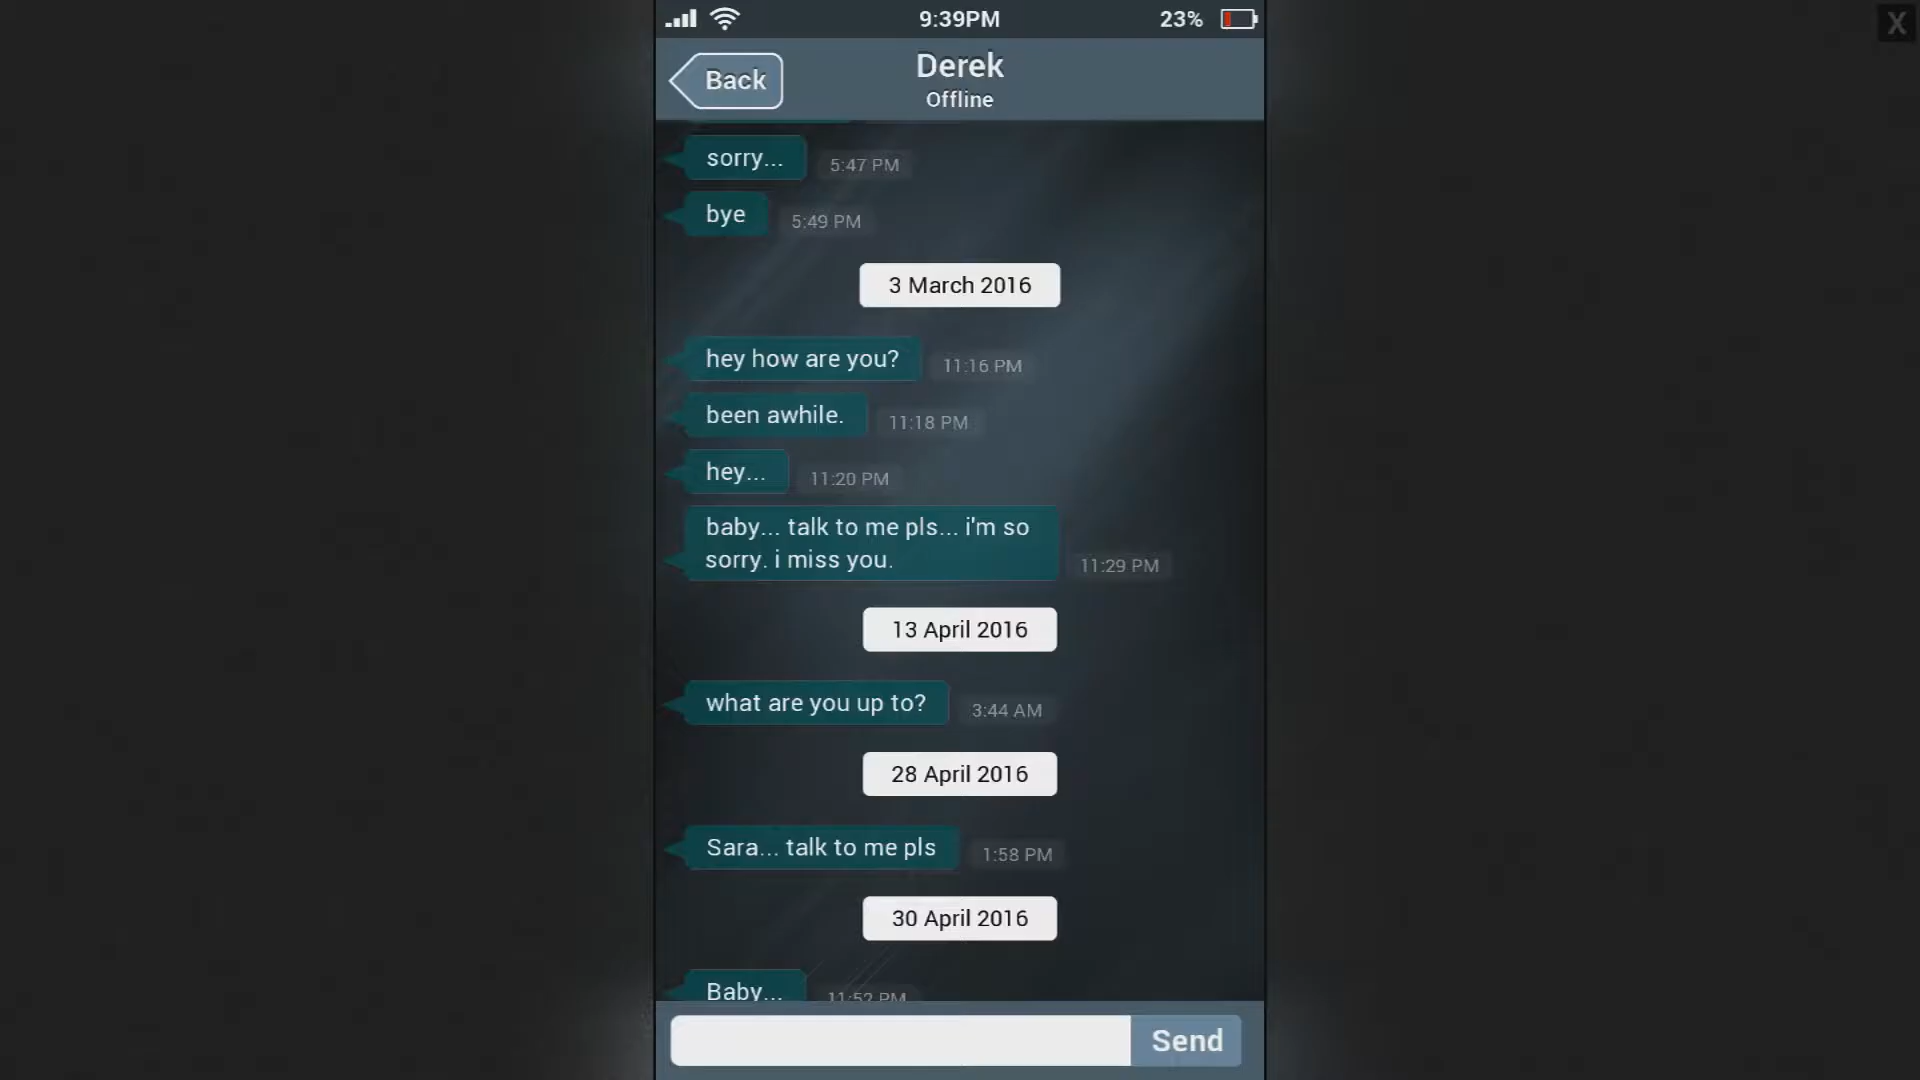 9:39PM
23%
X
Back
Derek
Offline
sorry...
5:47 PM
bye
5:49 PM
3 March 2016
hey how are you?
11:16 PM
been awhile.
11:18 PM
hey...
11:20 PM
baby... talk to me pls... i'm so
sorry. i miss you.
11:29 PM
13 April 2016
what are you up to?
3:44 AM
28 April 2016
Sara... talk to me pls
1:58 PM
30 April 2016
Baby...
11:52 PM
Send